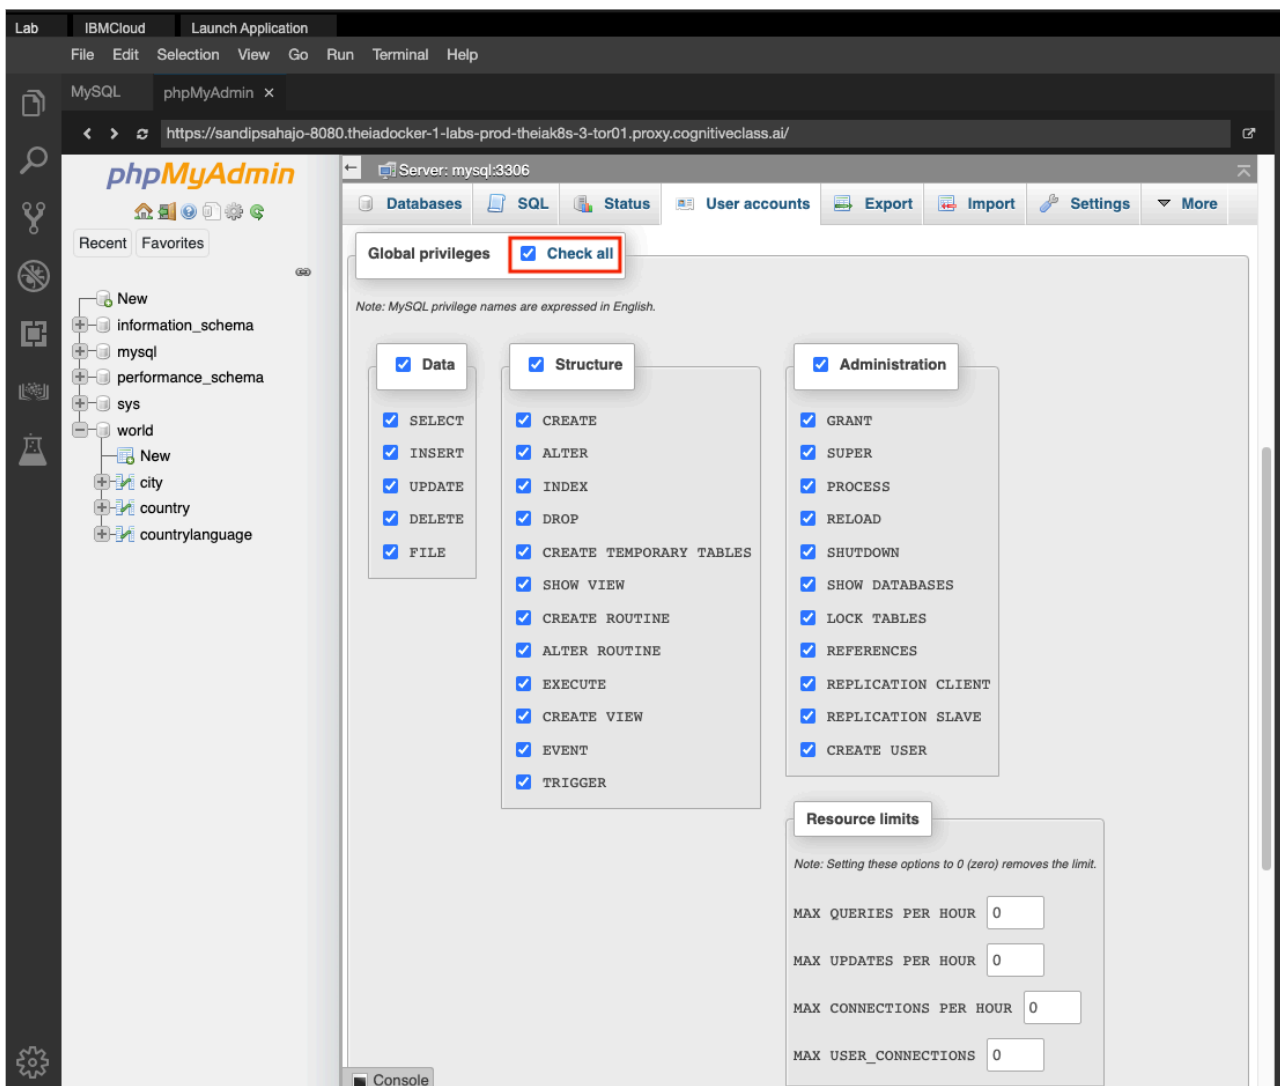 Lab IBMCloud Launch Application
File Edit Selection View Go Run Terminal Help
MySQL phpMyAdmin ×
https://sandipsahajo-8080.theiadocker-1-labs-prod-theiak8s-3-tor01.proxy.cognitiveclass.ai/
phpMyAdmin
Recent Favorites
New
information_schema
mysql
performance_schema
sys
world
New
city
country
countrylanguage
Server: mysql:3306
Databases SQL Status User accounts Export Import Settings More
Global privileges Check all
Note: MySQL privilege names are expressed in English.
Data
SELECT
INSERT
UPDATE
DELETE
FILE
Structure
CREATE
ALTER
INDEX
DROP
CREATE TEMPORARY TABLES
SHOW VIEW
CREATE ROUTINE
ALTER ROUTINE
EXECUTE
CREATE VIEW
EVENT
TRIGGER
Administration
GRANT
SUPER
PROCESS
RELOAD
SHUTDOWN
SHOW DATABASES
LOCK TABLES
REFERENCES
REPLICATION CLIENT
REPLICATION SLAVE
CREATE USER
Resource limits
Note: Setting these options to 0 (zero) removes the limit.
MAX QUERIES PER HOUR 0
MAX UPDATES PER HOUR 0
MAX CONNECTIONS PER HOUR 0
MAX USER_CONNECTIONS 0
Console